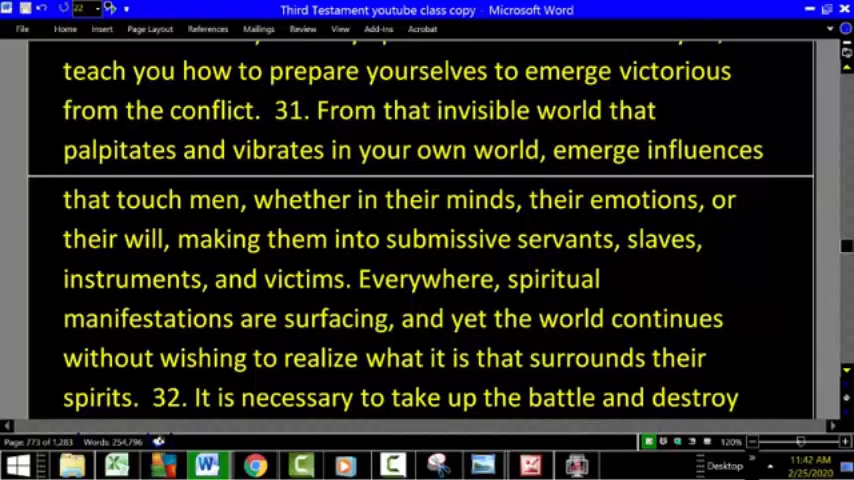 22
Third Testament youtube class copy - Microsoft Word
File Home Insert Page Layout References Mailings Review View Add-Ins Acrobat
teach you how to prepare yourselves to emerge victorious
from the conflict.  31. From that invisible world that
palpitates and vibrates in your own world, emerge influences
that touch men, whether in their minds, their emotions, or
their will, making them into submissive servants, slaves,
instruments, and victims. Everywhere, spiritual
manifestations are surfacing, and yet the world continues
without wishing to realize what it is that surrounds their
spirits.  32. It is necessary to take up the battle and destroy
Page: 773 of 1,283 Words: 254,796 120%
Desktop 11:42 AM
2/25/2020